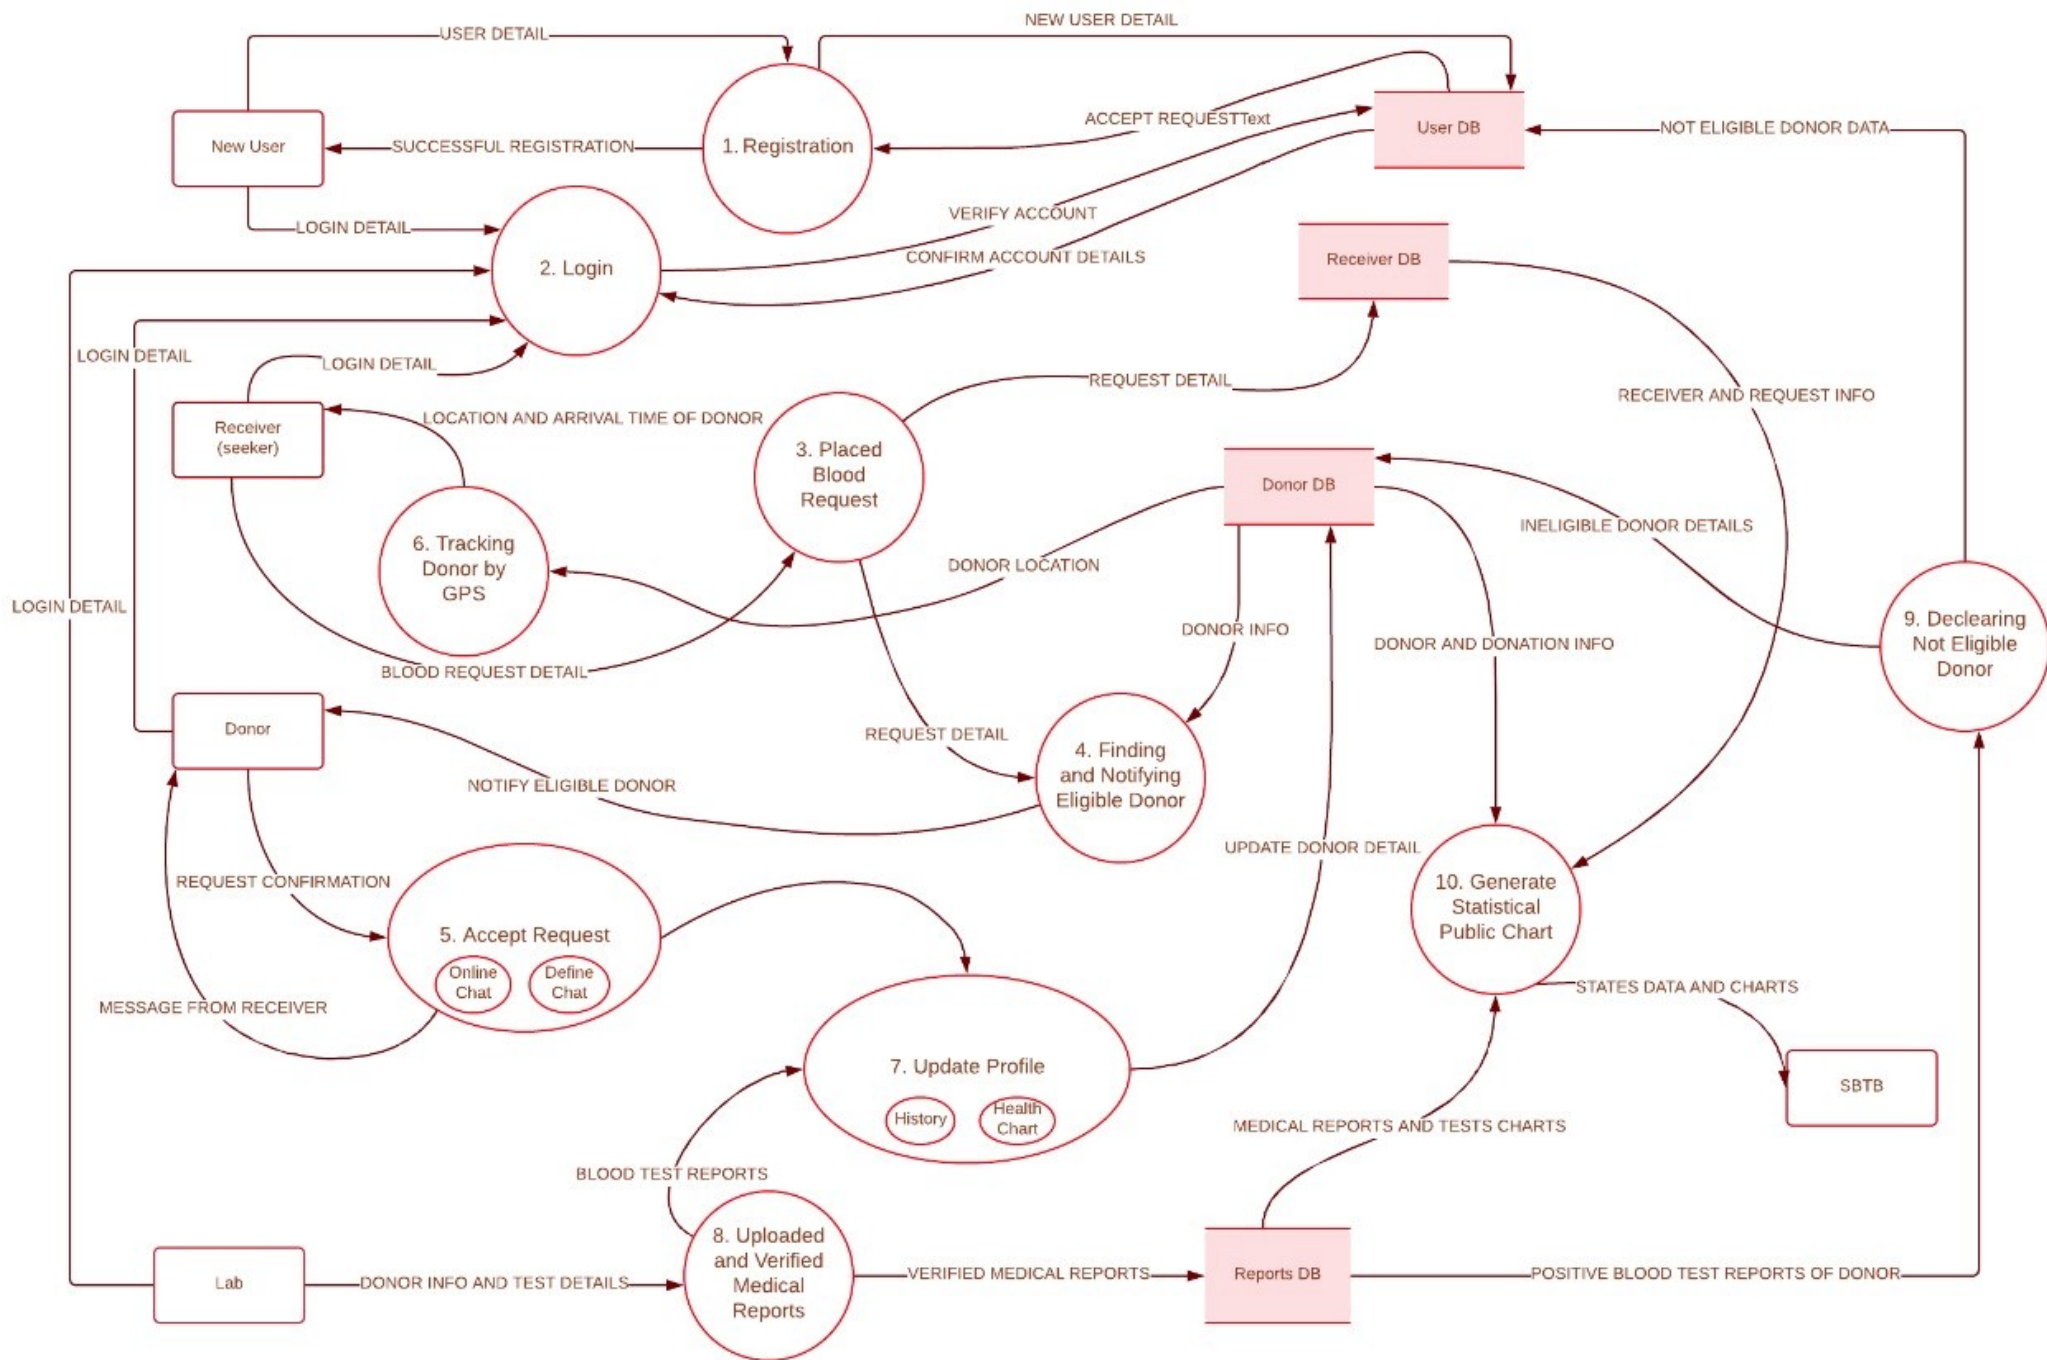 NEW USER DETAIL
USER DETAIL
ACCEPT REQUESTText
User DB
NOT ELIGIBLE DONOR DATA
New User
SUCCESSFUL REGISTRATION
1. Registration
VERIFY ACCOUNT
LOGIN DETAIL
CONFIRM ACCOUNT DETAILS
Receiver DB
2. Login
LOGIN DETAIL
LOGIN DETAIL
REQUEST DETAIL
RECEIVER AND REQUEST INFO
LOCATION AND ARRIVAL TIME OF DONOR
Receiver
(seeker)
3. Placed
Blood
Request
Donor DB
INELIGIBLE DONOR DETAILS
6. Tracking
Donor by
GPS
DONOR LOCATION
LOGIN DETAIL
DONOR INFO
DONOR AND DONATION INFO
9. Declearing
Not Eligible
Donor
BLOOD REQUEST DETAIL
Donor
REQUEST DETAIL
4. Finding
and Notifying
Eligible Donor
NOTIFY ELIGIBLE DONOR
UPDATE DONOR DETAIL
REQUEST CONFIRMATION
10. Generate
Statistical
Public Chart
5. Accept Request
Online
Chat
Define
Chat
STATES DATA AND CHARTS
MESSAGE FROM RECEIVER
7. Update Profile
SBTB
History
Health
Chart
MEDICAL REPORTS AND TESTS CHARTS
BLOOD TEST REPORTS
8. Uploaded
and Verified
Medical
Reports
Lab
DONOR INFO AND TEST DETAILS
VERIFIED MEDICAL REPORTS
Reports DB
POSITIVE BLOOD TEST REPORTS OF DONOR